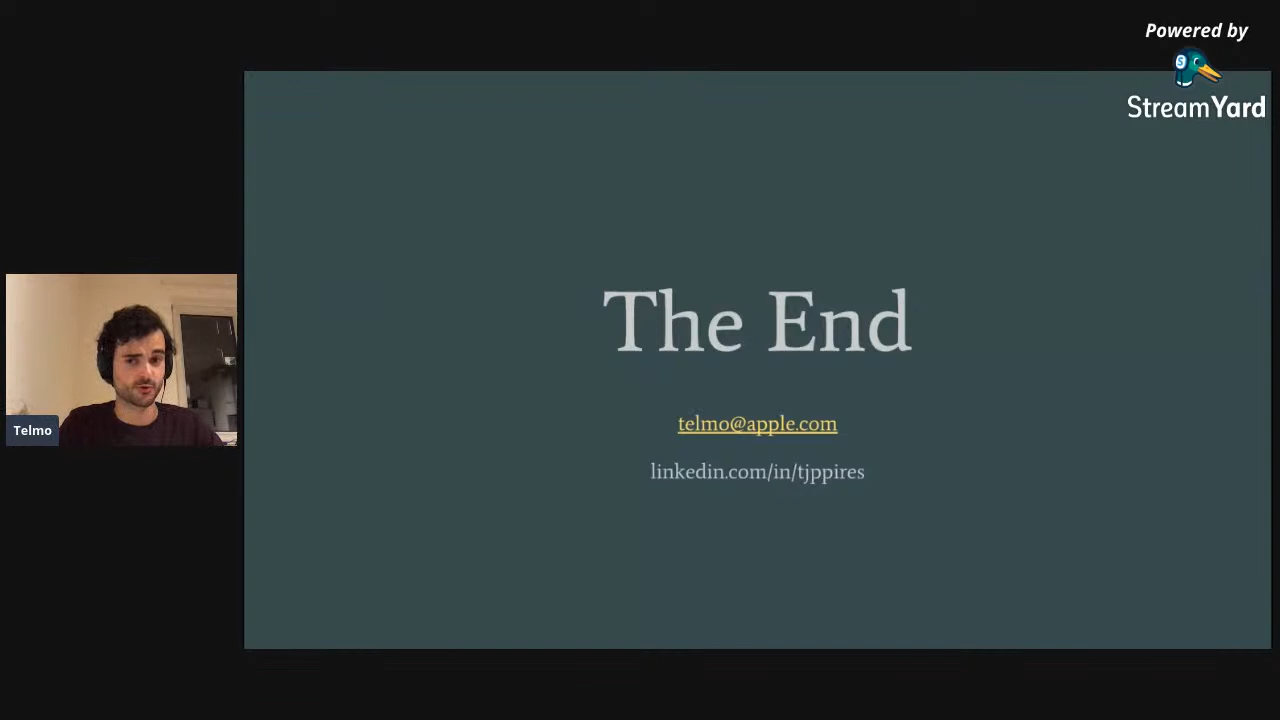 Powered by
StreamYard
The End
telmo@apple.com
linkedin.com/in/tjppires
Telmo